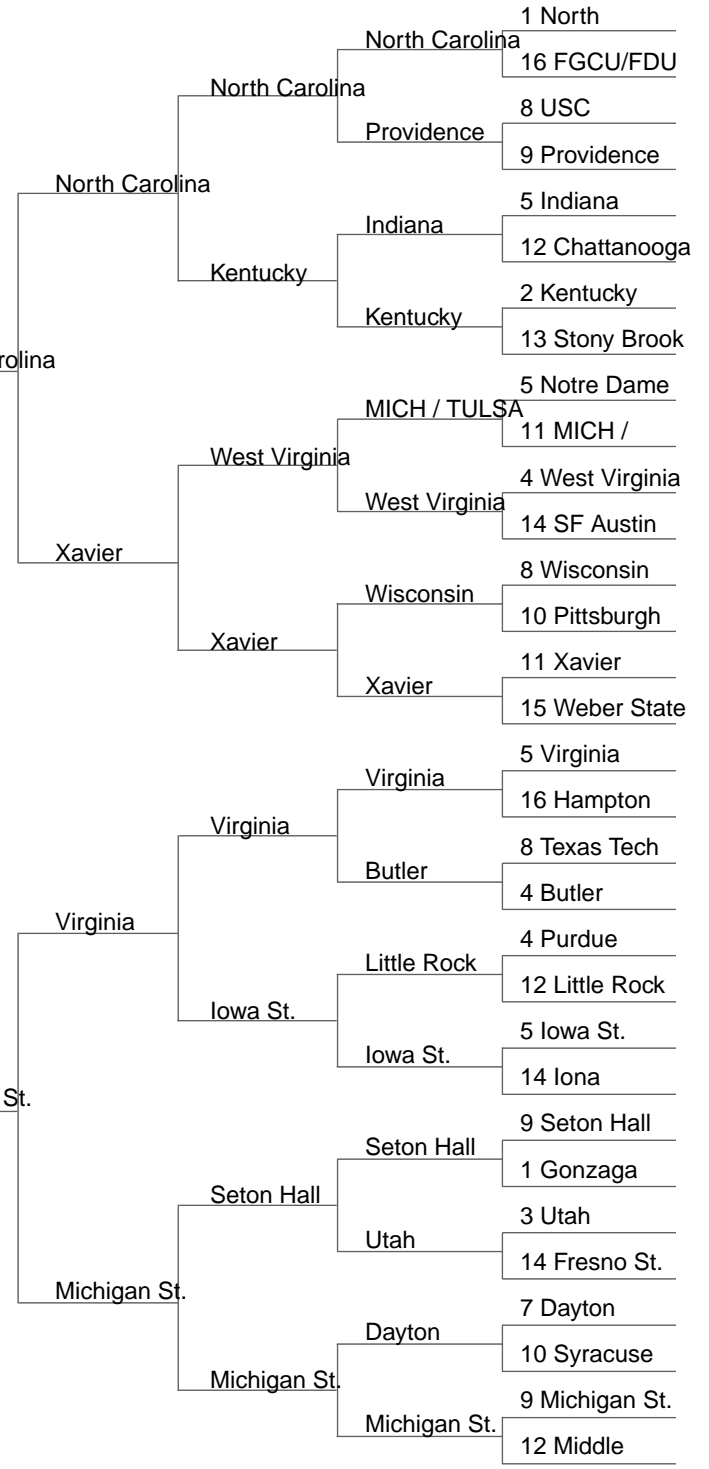 1 North
North Carolina
16 FGCU/FDU
North Carolina
8 USC
Providence
9 Providence
North Carolina
5 Indiana
Indiana
12 Chattanooga
Kentucky
2 Kentucky
Kentucky
13 Stony Brook
rolina
5 Notre Dame
MICH / TULSA
11 MICH /
West Virginia
4 West Virginia
West Virginia
14 SF Austin
Xavier
8 Wisconsin
Wisconsin
10 Pittsburgh
Xavier
11 Xavier
Xavier
15 Weber State
5 Virginia
Virginia
16 Hampton
Virginia
8 Texas Tech
Butler
4 Butler
Virginia
4 Purdue
Little Rock
12 Little Rock
Iowa St.
5 Iowa St.
Iowa St.
14 Iona
St.
9 Seton Hall
Seton Hall
1 Gonzaga
Seton Hall
3 Utah
Utah
14 Fresno St.
Michigan St.
7 Dayton
Dayton
10 Syracuse
Michigan St.
9 Michigan St.
Michigan St.
12 Middle